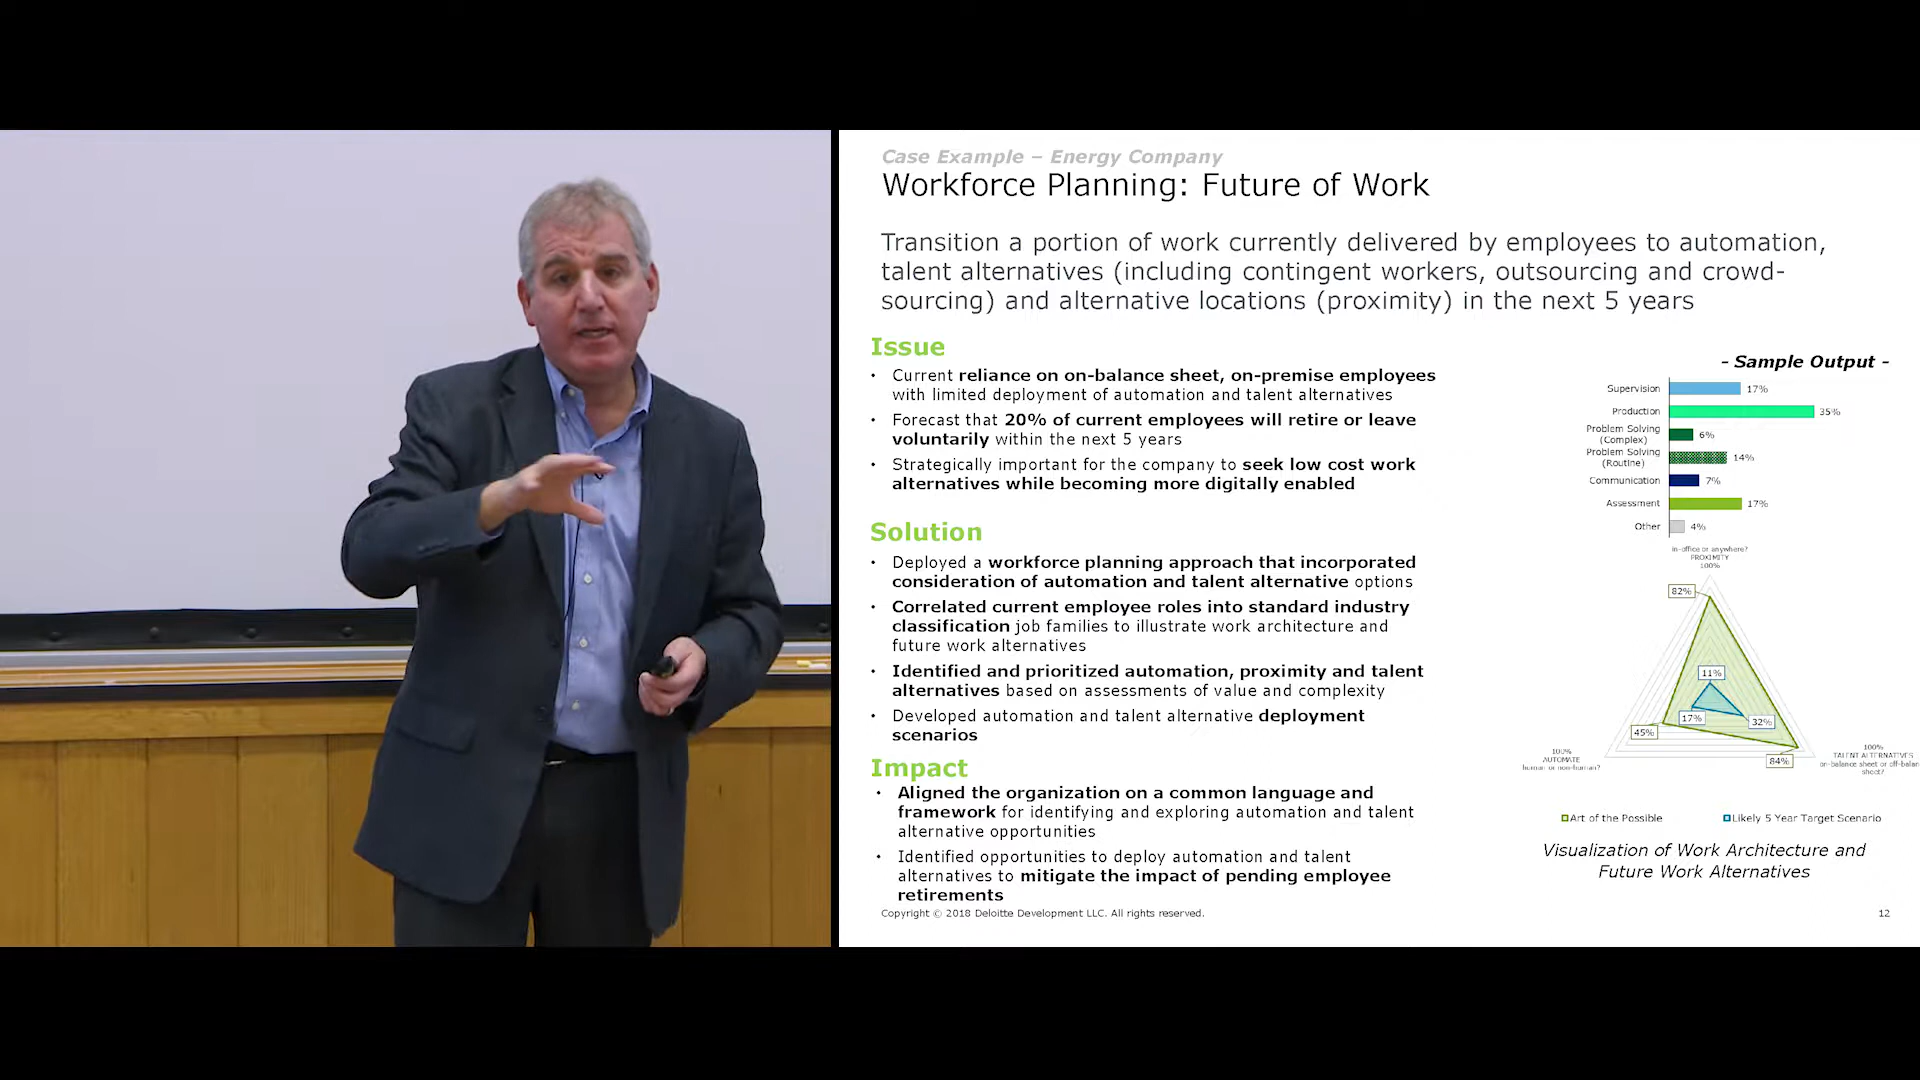 Case Example – Energy Company
Workforce Planning: Future of Work
Transition a portion of work currently delivered by employees to automation,
talent alternatives (including contingent workers, outsourcing and crowd-
sourcing) and alternative locations (proximity) in the next 5 years
Issue
• Current reliance on on-balance sheet, on-premise employees
with limited deployment of automation and talent alternatives
• Forecast that 20% of current employees will retire or leave
voluntarily within the next 5 years
• Strategically important for the company to seek low cost work
alternatives while becoming more digitally enabled
Solution
• Deployed a workforce planning approach that incorporated
consideration of automation and talent alternative options
• Correlated current employee roles into standard industry
classification job families to illustrate work architecture and
future work alternatives
• Identified and prioritized automation, proximity and talent
alternatives based on assessments of value and complexity
• Developed automation and talent alternative deployment
scenarios
Impact
• Aligned the organization on a common language and
framework for identifying and exploring automation and talent
alternative opportunities
• Identified opportunities to deploy automation and talent
alternatives to mitigate the impact of pending employee
retirements
- Sample Output -
Supervision 17%
Production 35%
Problem Solving
(Complex) 6%
Problem Solving
(Routine) 14%
Communication 7%
Assessment 17%
Other 4%
in-office or anywhere?
PROXIMITY
100%
82%
11%
17%
32%
45%
84%
100%
AUTOMATE
human or non-human?
100%
TALENT ALTERNATIVES
on-balance sheet or off-balan
sheet?
Art of the Possible
Likely 5 Year Target Scenario
Visualization of Work Architecture and
Future Work Alternatives
Copyright © 2018 Deloitte Development LLC. All rights reserved.
12